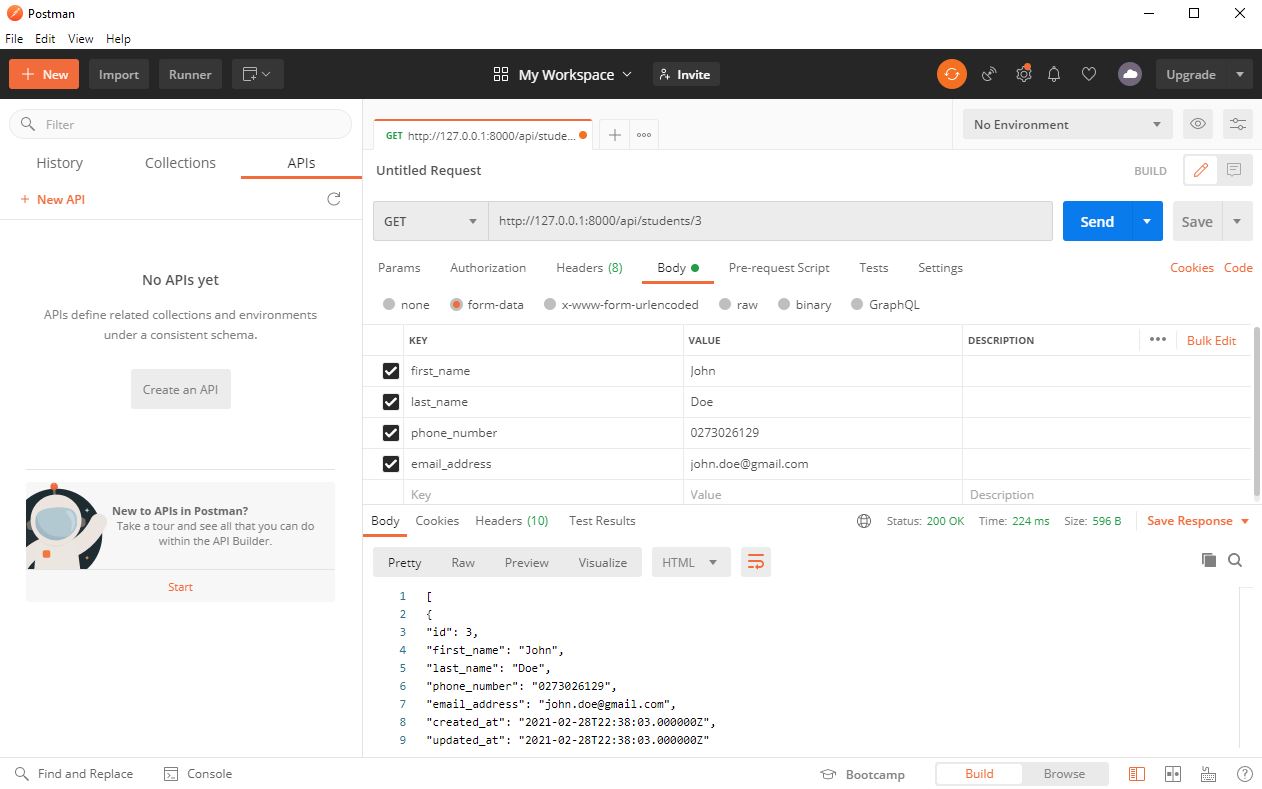 Postman
File Edit View Help
+ New Import Runner My Workspace Invite Upgrade
Filter
History Collections APIs
+ New API
No APIs yet
APIs define related collections and environments
under a consistent schema.
Create an API
New to APIs in Postman?
Take a tour and see all that you can do
within the API Builder.
Start
GET http://127.0.0.1:8000/api/stude... + ooo
No Environment
Untitled Request BUILD
GET http://127.0.0.1:8000/api/students/3 Send Save
Params Authorization Headers (8) Body Pre-request Script Tests Settings Cookies Code
none form-data x-www-form-urlencoded raw binary GraphQL
KEY VALUE DESCRIPTION ••• Bulk Edit
first_name John
last_name Doe
phone_number 0273026129
email_address john.doe@gmail.com
Key Value Description
Body Cookies Headers (10) Test Results Status: 200 OK Time: 224 ms Size: 596 B Save Response
Pretty Raw Preview Visualize HTML
1 [
2 {
3 "id": 3,
4 "first_name": "John",
5 "last_name": "Doe",
6 "phone_number": "0273026129",
7 "email_address": "john.doe@gmail.com",
8 "created_at": "2021-02-28T22:38:03.000000Z",
9 "updated_at": "2021-02-28T22:38:03.000000Z"
Find and Replace Console Bootcamp Build Browse ?